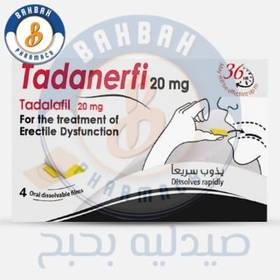 BAHBAH
PHARMACY
36
Tadanerfi 20 mg
Tadalafil 20 mg
For the treatment of
Erectile Dysfunction
يذوب سريعاً
Dissolves rapidly
4 Oral dissolvable films
صيدلية بحبح